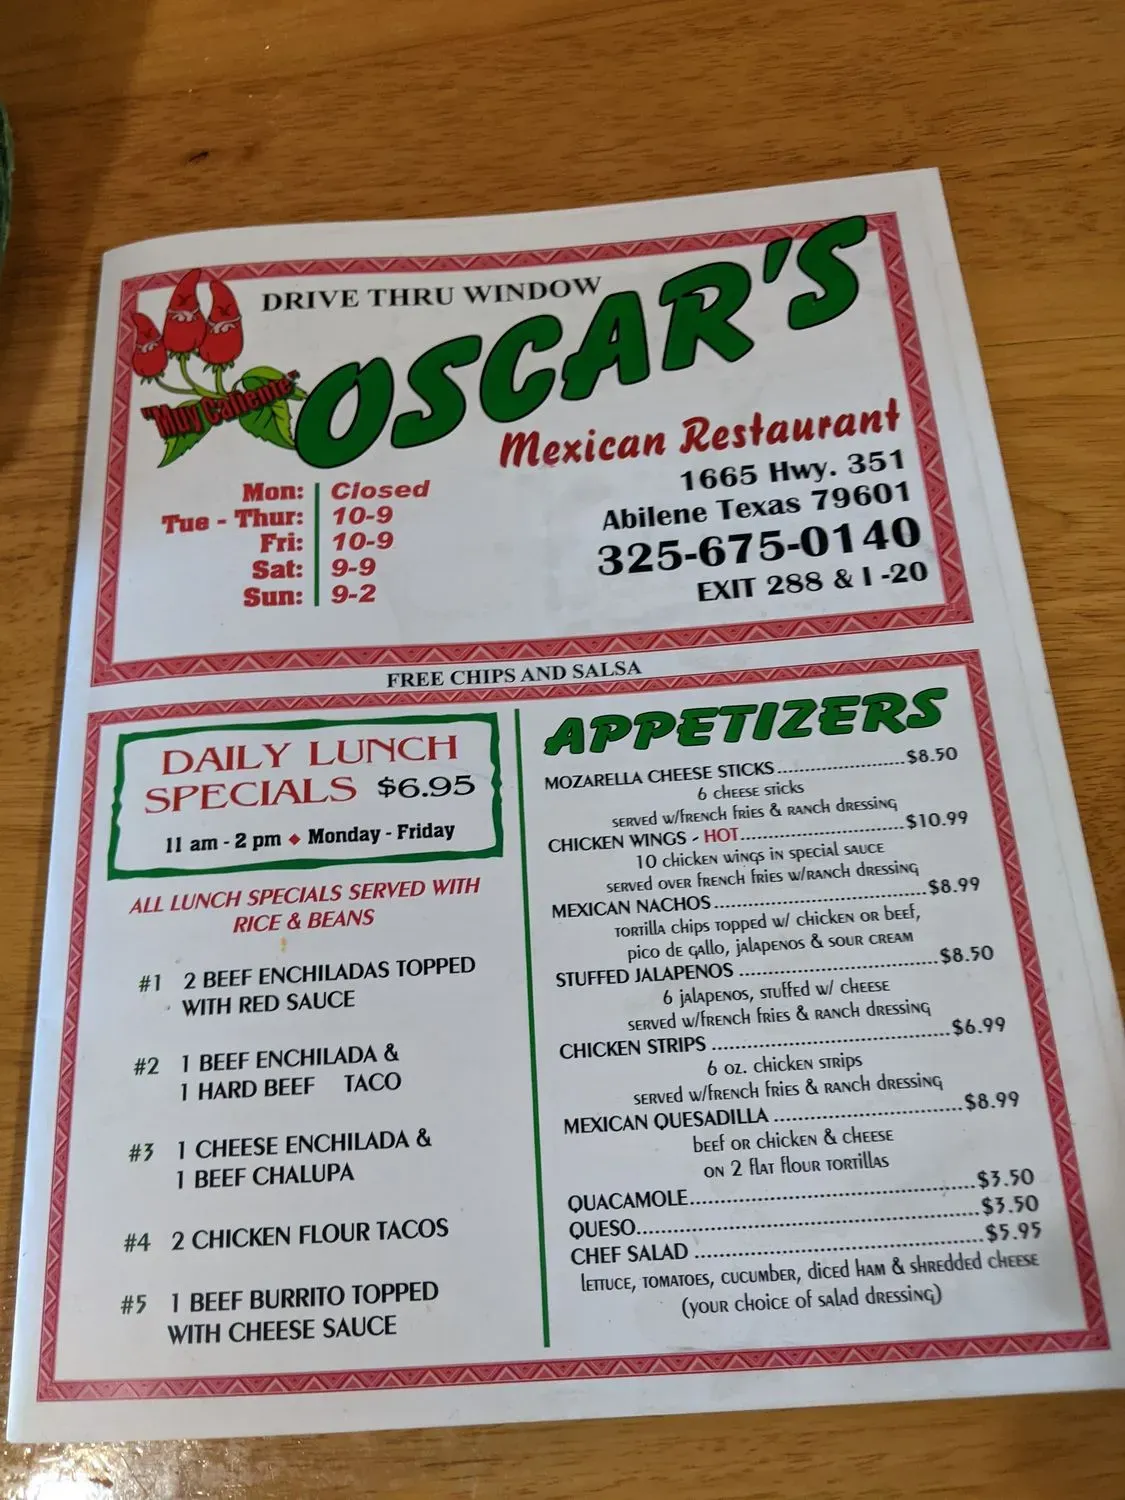 DRIVE THRU WINDOW
"Muy Caliente"
OSCAR'S
Mexican Restaurant
Mon: Closed
Tue - Thur: 10-9
Fri: 10-9
Sat: 9-9
Sun: 9-2
1665 Hwy. 351
Abilene Texas 79601
325-675-0140
EXIT 288 & I -20
FREE CHIPS AND SALSA
DAILY LUNCH
SPECIALS $6.95
11 am - 2 pm ♦ Monday - Friday
ALL LUNCH SPECIALS SERVED WITH
RICE & BEANS
#1 2 BEEF ENCHILADAS TOPPED
WITH RED SAUCE
#2 1 BEEF ENCHILADA &
1 HARD BEEF TACO
#3 1 CHEESE ENCHILADA &
1 BEEF CHALUPA
#4 2 CHICKEN FLOUR TACOS
#5 1 BEEF BURRITO TOPPED
WITH CHEESE SAUCE
APPETIZERS
MOZARELLA CHEESE STICKS....................$8.50
6 cheese sticks
served w/french fries & ranch dressing
CHICKEN WINGS - HOT..........................$10.99
10 chicken wings in special sauce
served over french fries w/ranch dressing
MEXICAN NACHOS..................................$8.99
tortilla chips topped w/ chicken or beef,
pico de gallo, jalapenos & sour cream
STUFFED JALAPENOS ...............................$8.50
6 jalapenos, stuffed w/ cheese
served w/french fries & ranch dressing
CHICKEN STRIPS .....................................$6.99
6 oz. chicken strips
served w/french fries & ranch dressing
MEXICAN QUESADILLA .............................$8.99
beef or chicken & cheese
on 2 flat flour tortillas
QUACAMOLE...........................................$3.50
QUESO....................................................$3.50
CHEF SALAD ...........................................$5.95
lettuce, tomatoes, cucumber, diced ham & shredded cheese
(your choice of salad dressing)